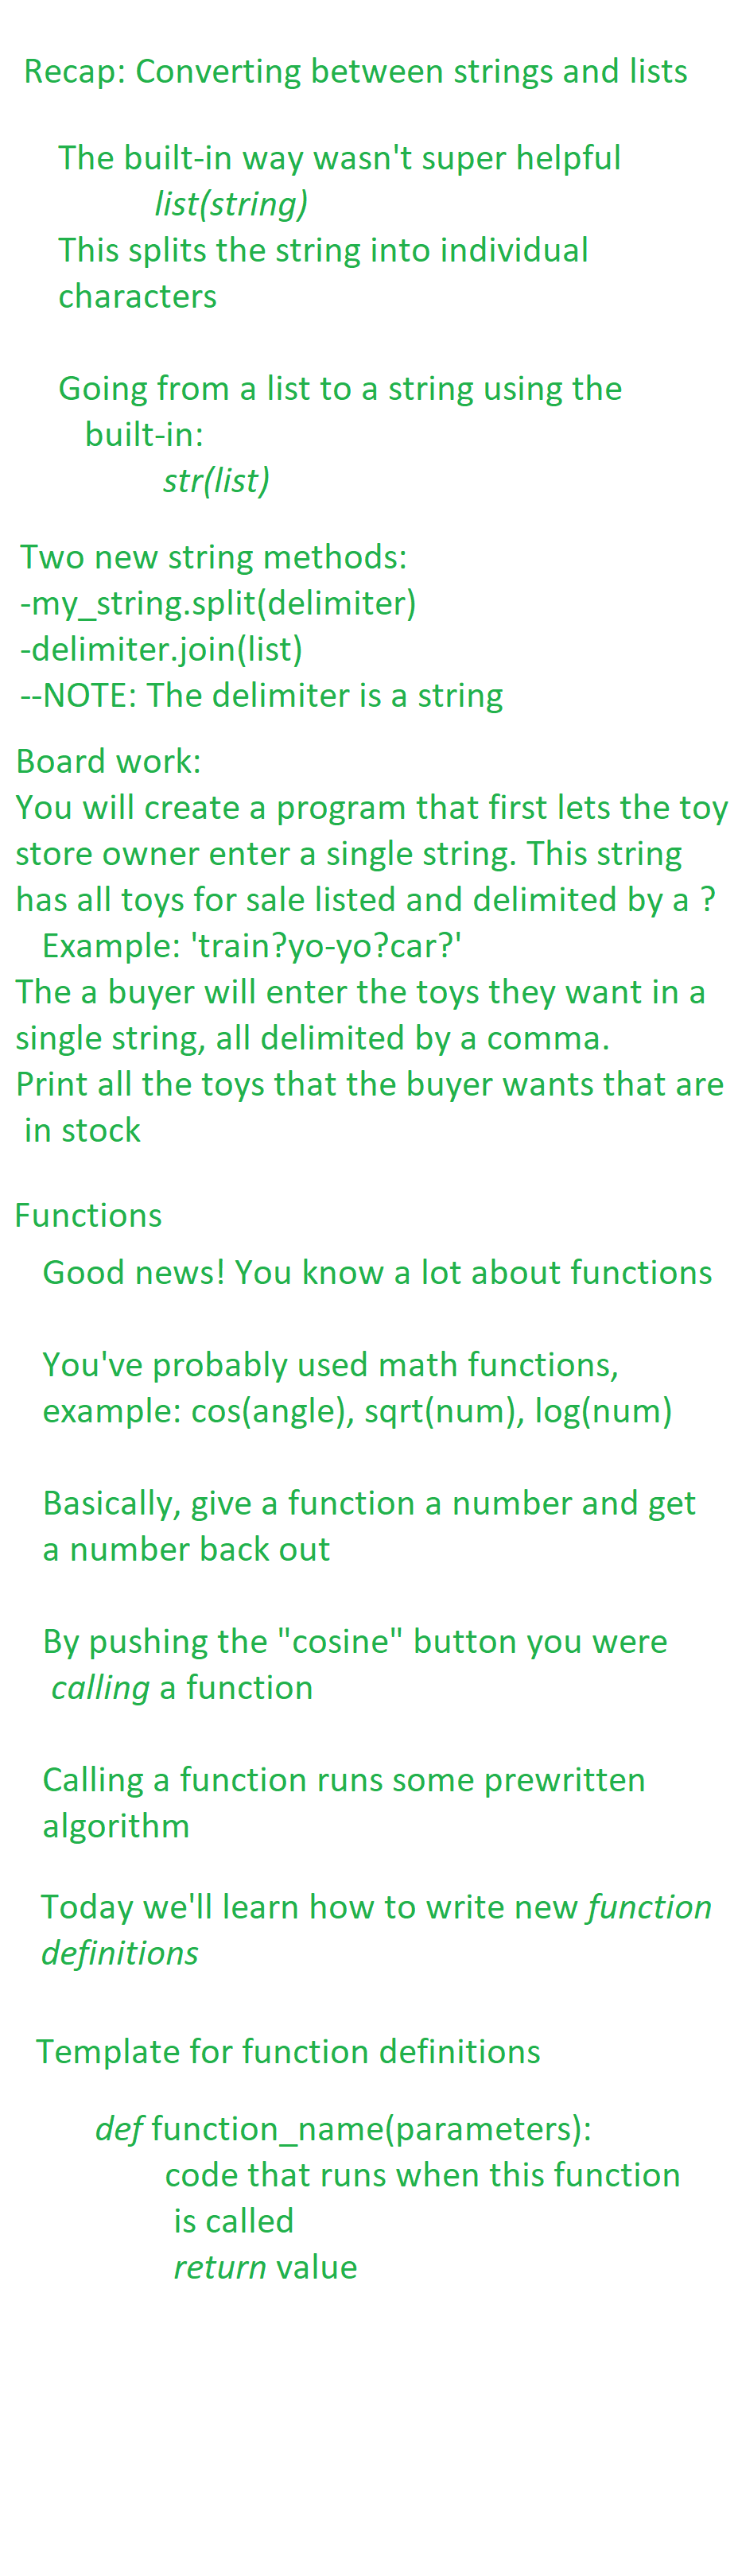 Recap: Converting between strings and lists
The built-in way wasn't super helpful
list(string)
This splits the string into individual
characters
Going from a list to a string using the
built-in:
str(list)
Two new string methods:
-my_string.split(delimiter)
-delimiter.join(list)
--NOTE: The delimiter is a string
Board work:
You will create a program that first lets the toy
store owner enter a single string. This string
has all toys for sale listed and delimited by a ?
Example: 'train?yo-yo?car?'
The a buyer will enter the toys they want in a
single string, all delimited by a comma.
Print all the toys that the buyer wants that are
in stock
Functions
Good news! You know a lot about functions
You've probably used math functions,
example: cos(angle), sqrt(num), log(num)
Basically, give a function a number and get
a number back out
By pushing the "cosine" button you were
calling a function
Calling a function runs some prewritten
algorithm
Today we'll learn how to write new function
definitions
Template for function definitions
def function_name(parameters):
code that runs when this function
is called
return value